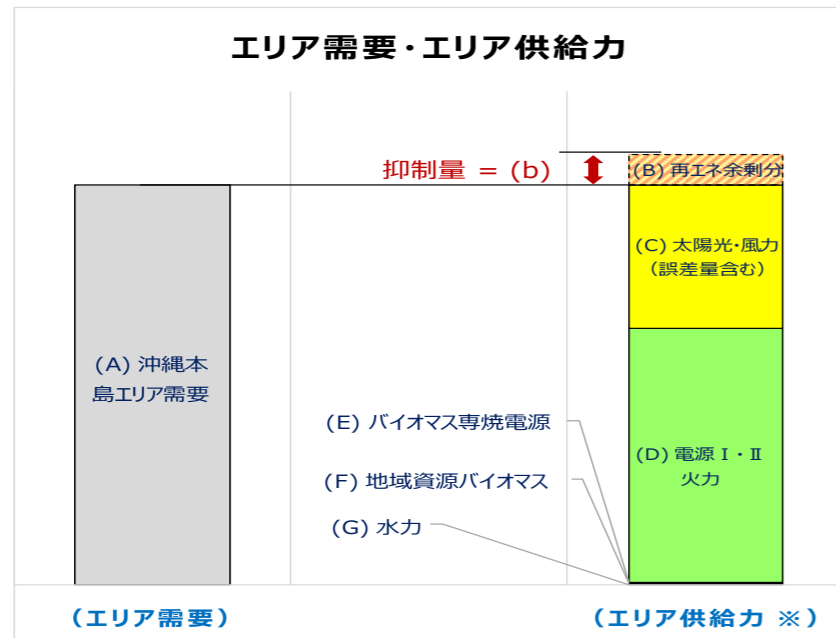 エリア需要・エリア供給力
抑制量 = (b)
(B) 再エネ余剰分
(C) 太陽光・風力
(誤差量含む)
(A) 沖縄本
島エリア需要
(E) バイオマス専焼電源
(D) 電源 Ⅰ・Ⅱ
火力
(F) 地域資源バイオマス
(G) 水力
(エリア需要)
(エリア供給力 ※)